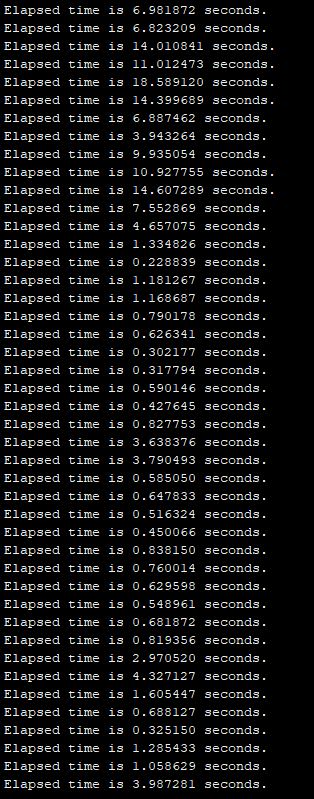 Elapsed time is 6.981872 seconds.
Elapsed time is 6.823209 seconds.
Elapsed time is 14.010841 seconds.
Elapsed time is 11.012473 seconds.
Elapsed time is 18.589120 seconds.
Elapsed time is 14.399689 seconds.
Elapsed time is 6.887462 seconds.
Elapsed time is 3.943264 seconds.
Elapsed time is 9.935054 seconds.
Elapsed time is 10.927755 seconds.
Elapsed time is 14.607289 seconds.
Elapsed time is 7.552869 seconds.
Elapsed time is 4.657075 seconds.
Elapsed time is 1.334826 seconds.
Elapsed time is 0.228839 seconds.
Elapsed time is 1.181267 seconds.
Elapsed time is 1.168687 seconds.
Elapsed time is 0.790178 seconds.
Elapsed time is 0.626341 seconds.
Elapsed time is 0.302177 seconds.
Elapsed time is 0.317794 seconds.
Elapsed time is 0.590146 seconds.
Elapsed time is 0.427645 seconds.
Elapsed time is 0.827753 seconds.
Elapsed time is 3.638376 seconds.
Elapsed time is 3.790493 seconds.
Elapsed time is 0.585050 seconds.
Elapsed time is 0.647833 seconds.
Elapsed time is 0.516324 seconds.
Elapsed time is 0.450066 seconds.
Elapsed time is 0.838150 seconds.
Elapsed time is 0.760014 seconds.
Elapsed time is 0.629598 seconds.
Elapsed time is 0.548961 seconds.
Elapsed time is 0.681872 seconds.
Elapsed time is 0.819356 seconds.
Elapsed time is 2.970520 seconds.
Elapsed time is 4.327127 seconds.
Elapsed time is 1.605447 seconds.
Elapsed time is 0.688127 seconds.
Elapsed time is 0.325150 seconds.
Elapsed time is 1.285433 seconds.
Elapsed time is 1.058629 seconds.
Elapsed time is 3.987281 seconds.